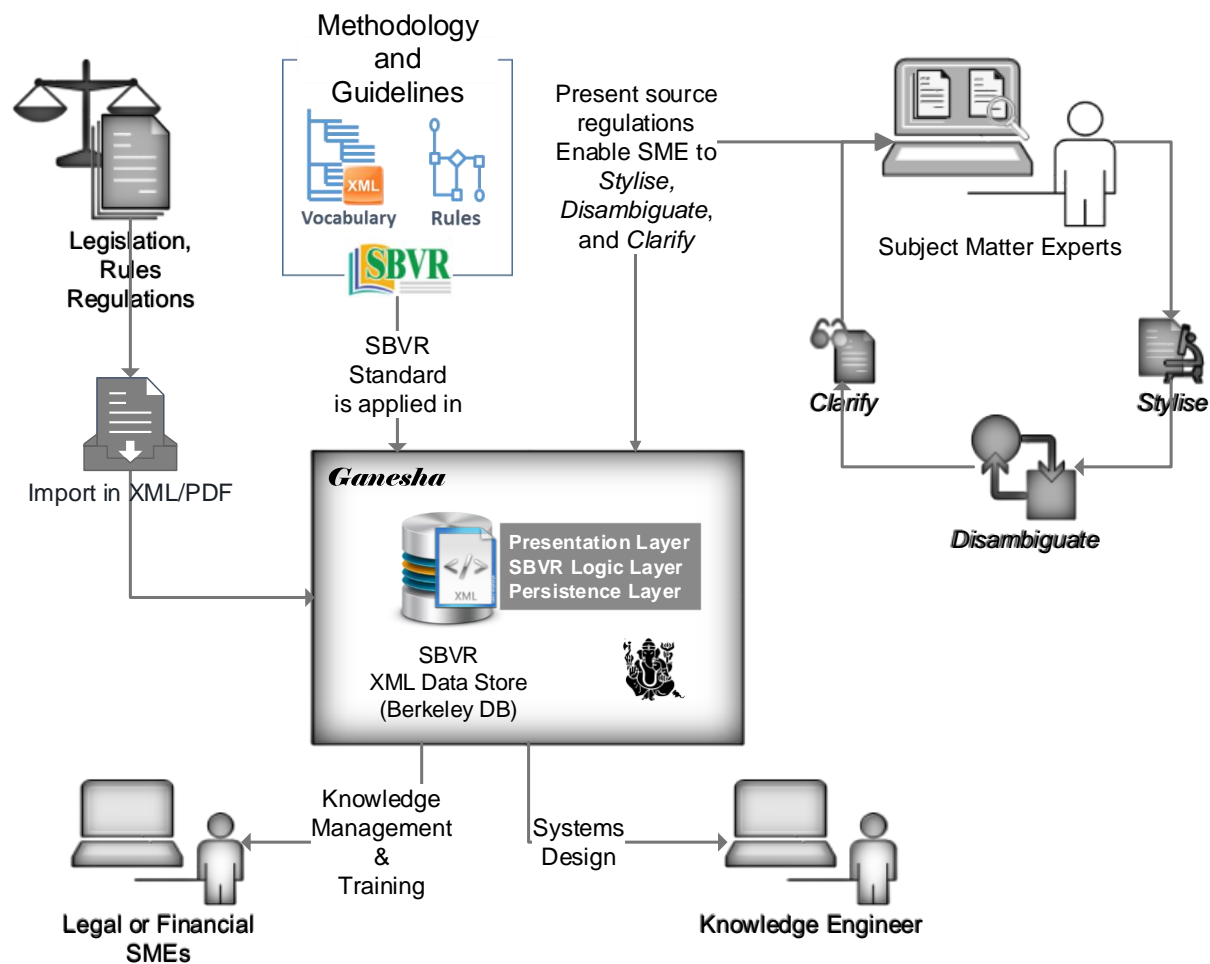 Methodology
and
Guidelines
XML
Vocabulary
Rules
SBVR
Legislation,
Rules
Regulations
Present source
regulations
Enable SME to
Stylise,
Disambiguate,
and Clarify
Subject Matter Experts
SBVR
Standard
is applied in
Clarify
Stylise
Disambiguate
Import in XML/PDF
Ganesha
</>
XML
Presentation Layer
SBVR Logic Layer
Persistence Layer
SBVR
XML Data Store
(Berkeley DB)
Knowledge
Management
&
Training
Systems
Design
Legal or Financial
SMEs
Knowledge Engineer